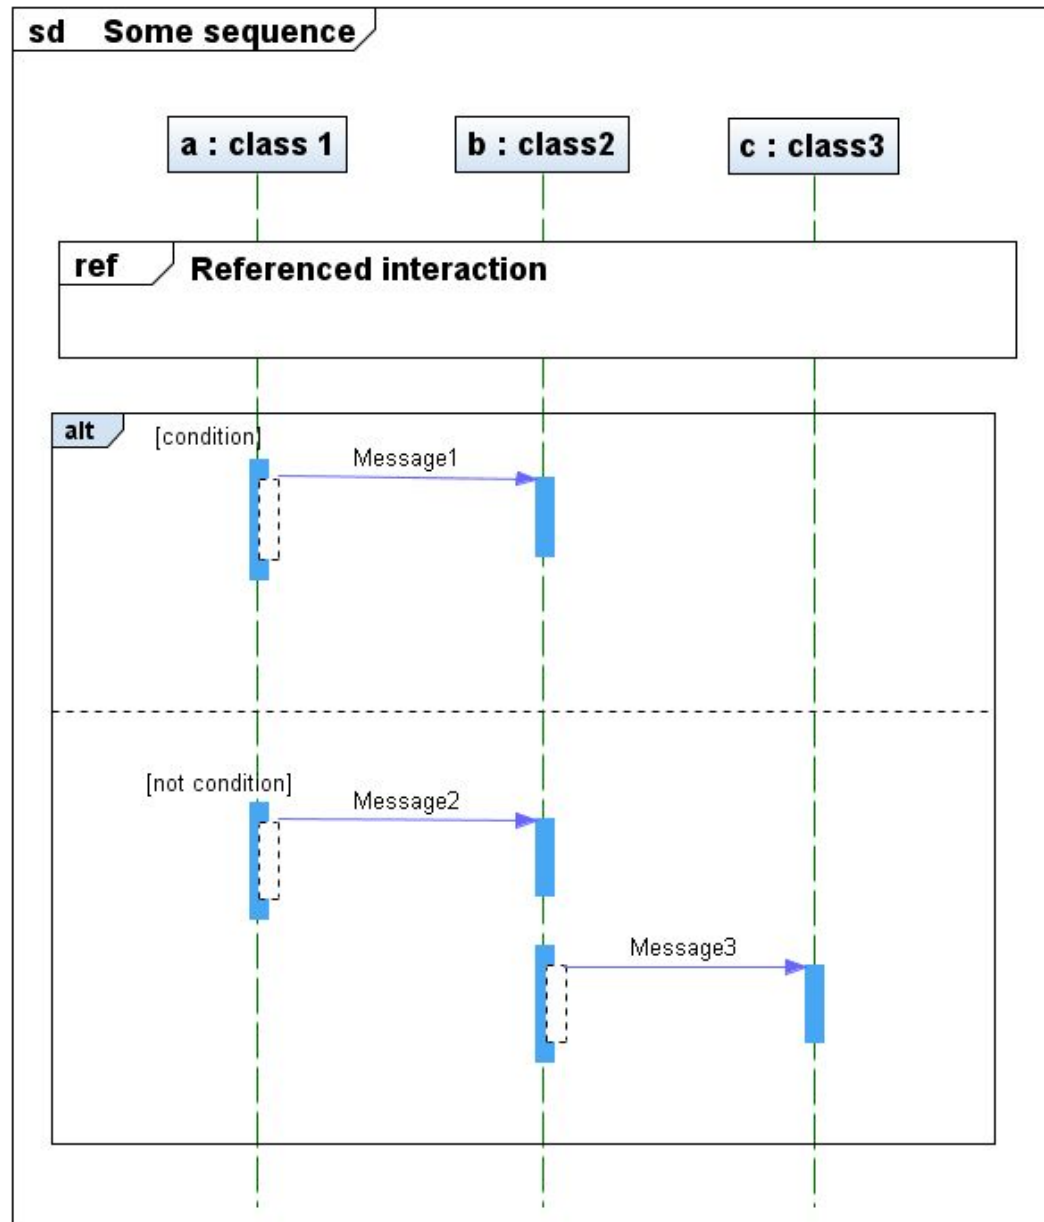 sd Some sequence
a : class 1
b : class2
c : class3
ref Referenced interaction
alt
[condition]
Message1
[not condition]
Message2
Message3